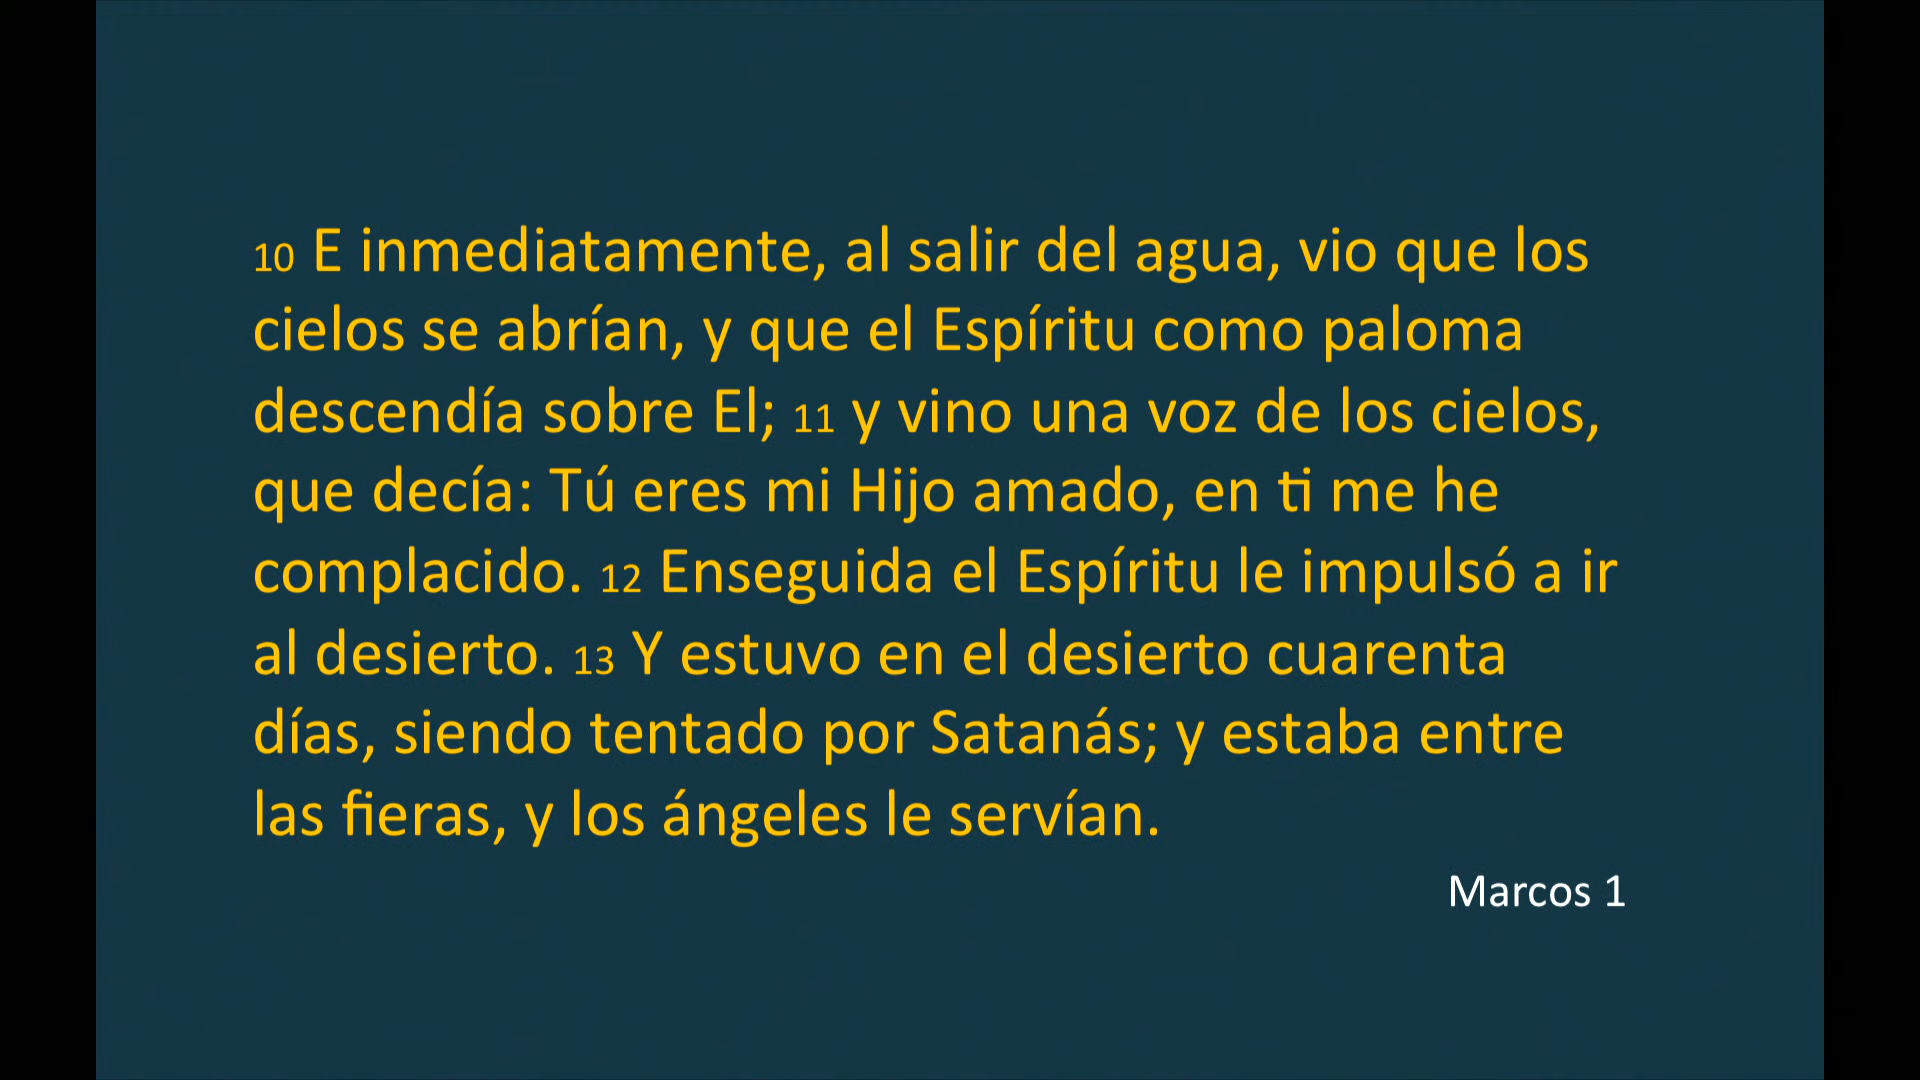 10 E inmediatamente, al salir del agua, vio que los
cielos se abrían, y que el Espíritu como paloma
descendía sobre El; 11 y vino una voz de los cielos,
que decía: Tú eres mi Hijo amado, en ti me he
complacido. 12 Enseguida el Espíritu le impulsó a ir
al desierto. 13 Y estuvo en el desierto cuarenta
días, siendo tentado por Satanás; y estaba entre
las fieras, y los ángeles le servían.
Marcos 1